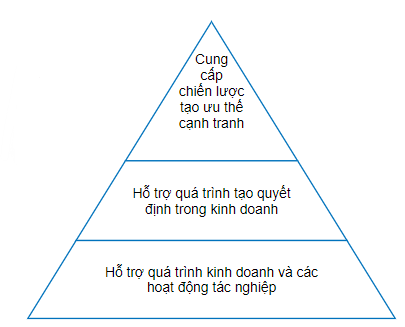 Cung
cấp
chiến lược
tạo ưu thế
cạnh tranh
Hỗ trợ quá trình tạo quyết
định trong kinh doanh
Hỗ trợ quá trình kinh doanh và các
hoạt động tác nghiệp